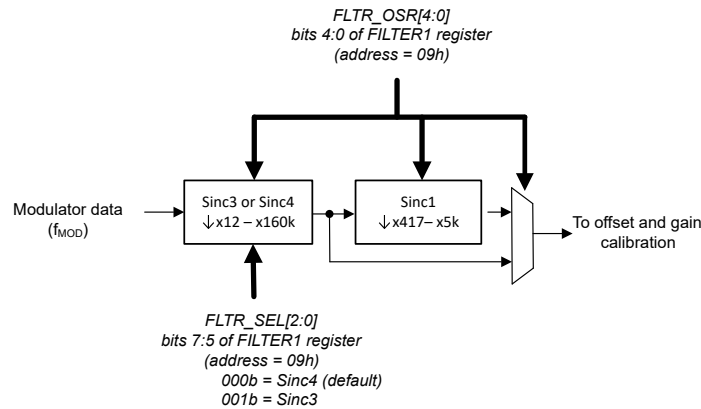 FLTR_OSR[4:0]
bits 4:0 of FILTER1 register
(address = 09h)
Sinc3 or Sinc4
↓ x12 – x160k
Sinc1
↓ x417– x5k
Modulator data
(fMOD)
To offset and gain
calibration
FLTR_SEL[2:0]
bits 7:5 of FILTER1 register
(address = 09h)
000b = Sinc4 (default)
001b = Sinc3